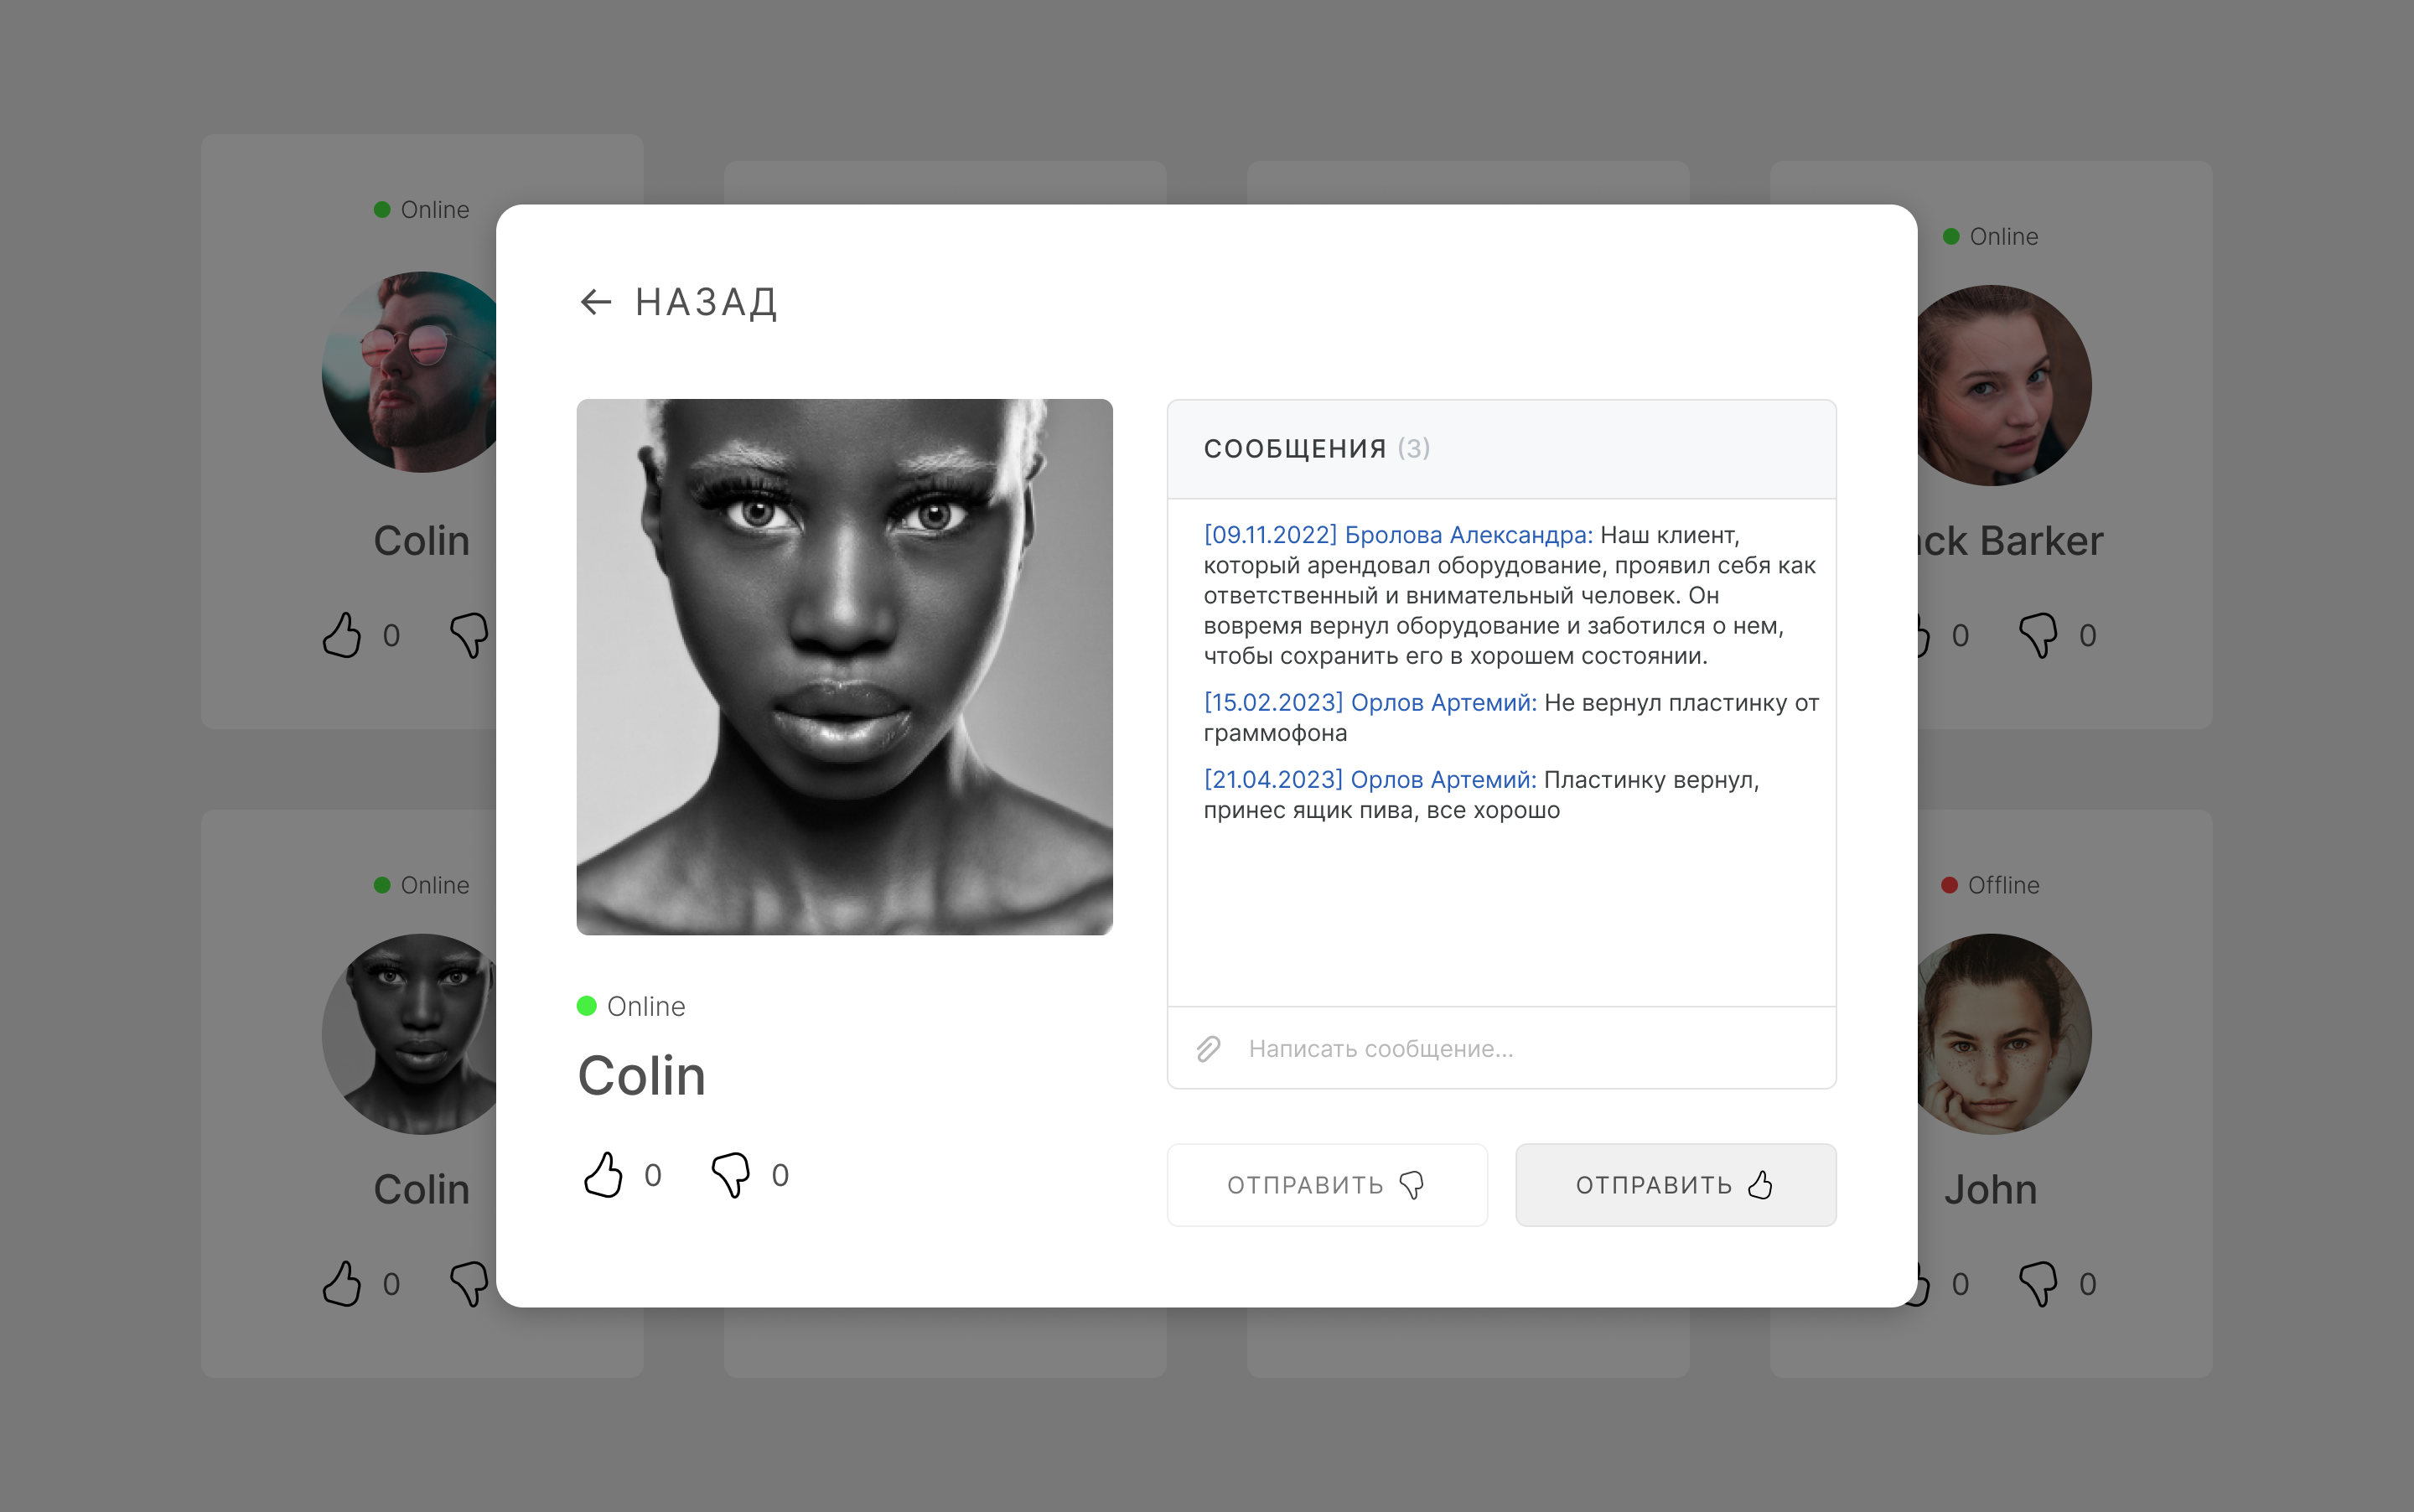 Online
Colin
0
Online
Colin
0
НАЗАД
Online
Colin
0 0
СООБЩЕНИЯ (3)
[09.11.2022] Бролова Александра: Наш клиент,
который арендовал оборудование, проявил себя как
ответственный и внимательный человек. Он
вовремя вернул оборудование и заботился о нем,
чтобы сохранить его в хорошем состоянии.
[15.02.2023] Орлов Артемий: Не вернул пластинку от
граммофона
[21.04.2023] Орлов Артемий: Пластинку вернул,
принес ящик пива, все хорошо
Написать сообщение...
ОТПРАВИТЬ ОТПРАВИТЬ
Online
Barker
0 0
Offline
John
0 0